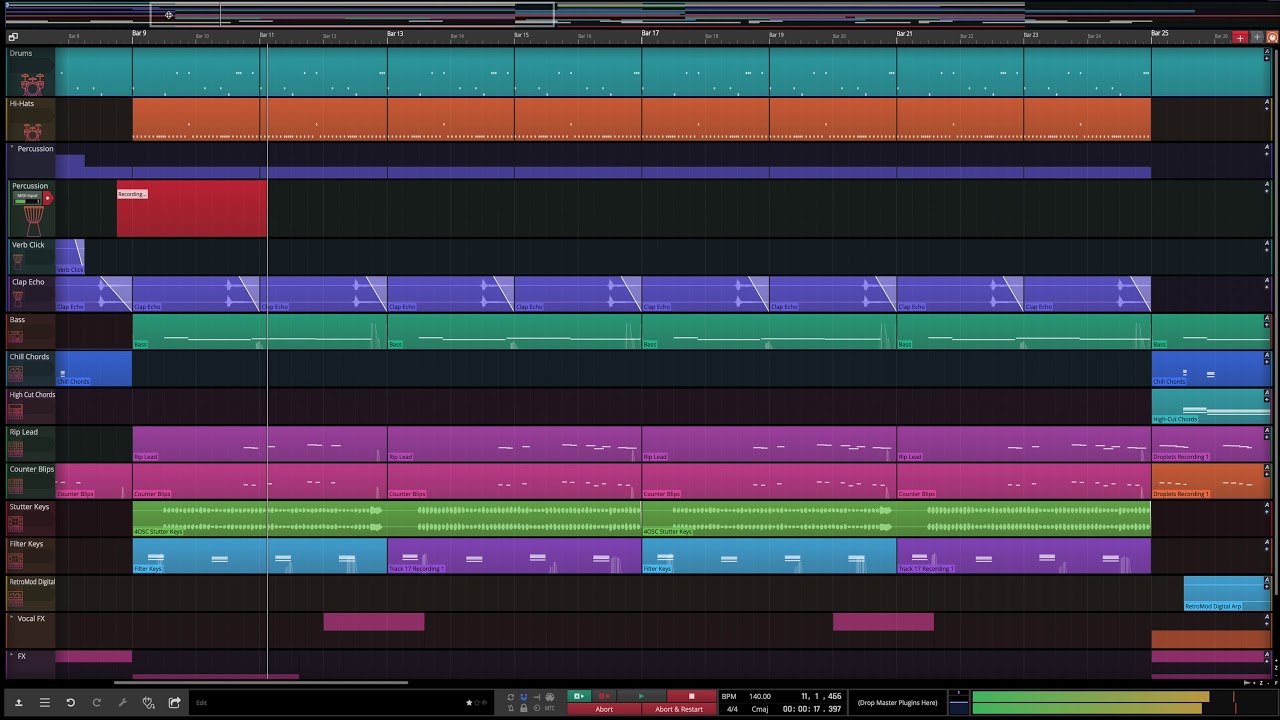 Bar 8 Bar 9 Bar 10 Bar 11 Bar 12 Bar 13 Bar 14 Bar 15 Bar 16 Bar 17 Bar 18 Bar 19 Bar 20 Bar 21 Bar 22 Bar 23 Bar 24 Bar 25 Bar 26
Drums
Hi-Hats
Percussion
Percussion
MIDI Input
Recording...
Verb Click
Verb Click
Clap Echo
Clap Echo Clap Echo Clap Echo Clap Echo Clap Echo Clap Echo Clap Echo Clap Echo Clap Echo
Bass
Bass Bass Bass Bass Bass
Chill Chords
Chill Chords Chill Chords
High Cut Chords
High-Cut Chords
Rip Lead
Rip Lead Rip Lead Rip Lead Rip Lead Droplets Recording 1
Counter Blips
Counter Blips Counter Blips Counter Blips Counter Blips Counter Blips Droplets Recording 1
Stutter Keys
4OSC Stutter Keys 4OSC Stutter Keys
Filter Keys
Filter Keys Track 17 Recording 1 Filter Keys Track 17 Recording 1
RetroMod Digital
RetroMod Digital Arp
Vocal FX
FX
Edit
MTC
Abort Abort & Restart
BPM 140.00 11, 1 , 456
4/4 Cmaj 00: 00: 17. 397
(Drop Master Plugins Here)